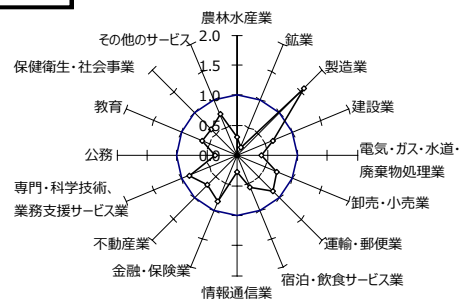 農林水産業
鉱業
製造業
建設業
電気・ガス・水道・
廃棄物処理業
卸売・小売業
運輸・郵便業
宿泊・飲食サービス業
情報通信業
金融・保険業
不動産業
専門・科学技術、
業務支援サービス業
公務
教育
保健衛生・社会事業
その他のサービス
2.0
1.5
1.0
0.5
0.0